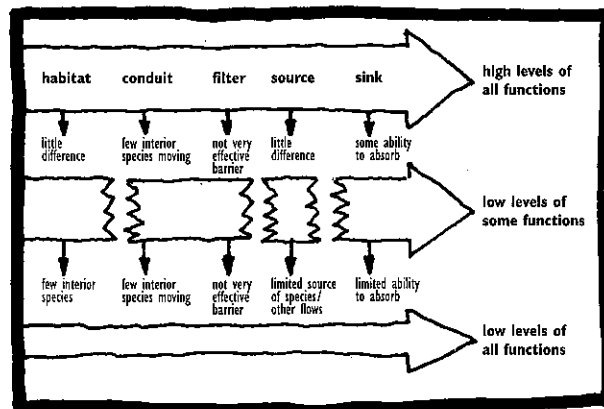 habitat conduit filter source sink
high levels of
all functions
little
difference
few interior
species moving
not very
effective
barrier
little
difference
some ability
to absorb
low levels of
some functions
few interior
species
few interior
species moving
not very
effective
barrier
limited source
of species/
other flows
limited ability
to absorb
low levels of
all functions